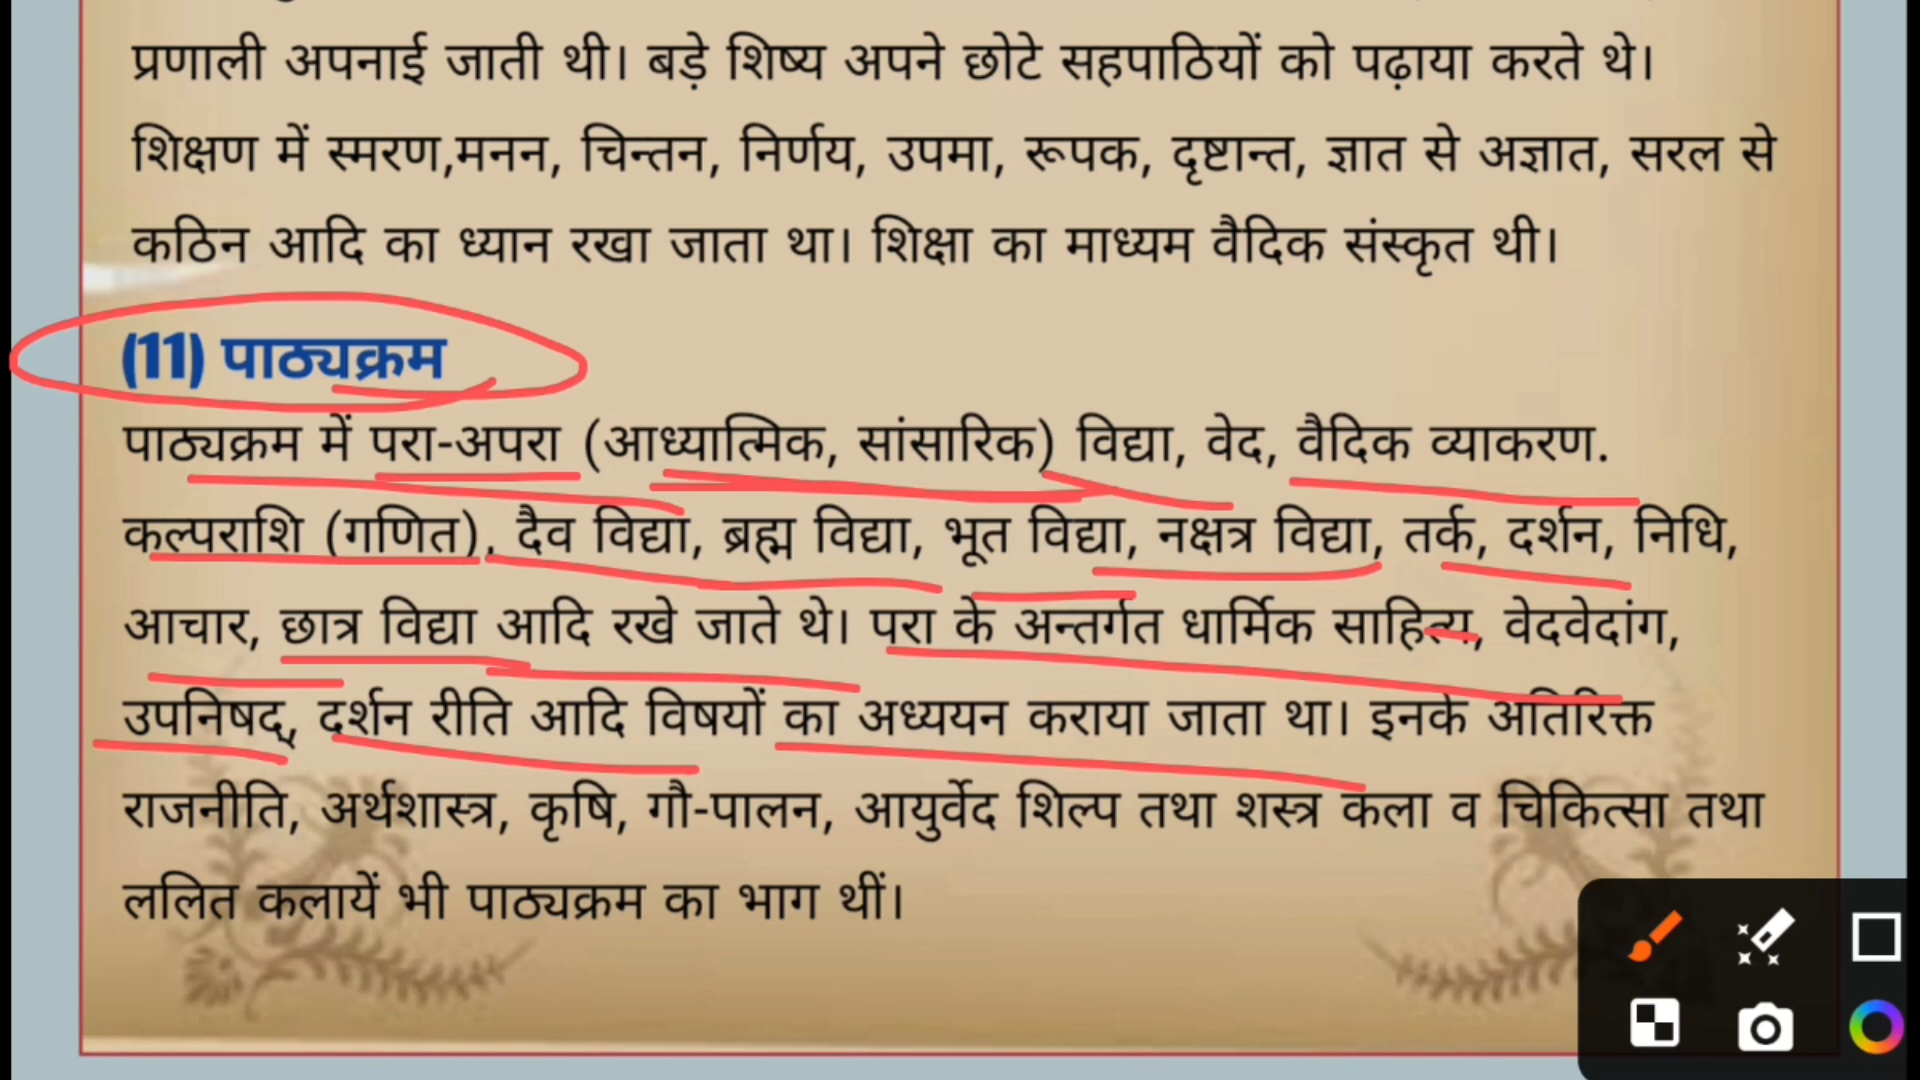 प्रणाली अपनाई जाती थी। बड़े शिष्य अपने छोटे सहपाठियों को पढ़ाया करते थे।
शिक्षण में स्मरण,मनन, चिन्तन, निर्णय, उपमा, रूपक, दृष्टान्त, ज्ञात से अज्ञात, सरल से
कठिन आदि का ध्यान रखा जाता था। शिक्षा का माध्यम वैदिक संस्कृत थी।
(11) पाठ्यक्रम
पाठ्यक्रम में परा-अपरा (आध्यात्मिक, सांसारिक) विद्या, वेद, वैदिक व्याकरण.
कल्पराशि (गणित), दैव विद्या, ब्रह्म विद्या, भूत विद्या, नक्षत्र विद्या, तर्क, दर्शन, निधि,
आचार, छात्र विद्या आदि रखे जाते थे। परा के अन्तर्गत धार्मिक साहित्य, वेदवेदांग,
उपनिषद्, दर्शन रीति आदि विषयों का अध्ययन कराया जाता था। इनके अतिरिक्त
राजनीति, अर्थशास्त्र, कृषि, गौ-पालन, आयुर्वेद शिल्प तथा शस्त्र कला व चिकित्सा तथा
ललित कलायें भी पाठ्यक्रम का भाग थीं।